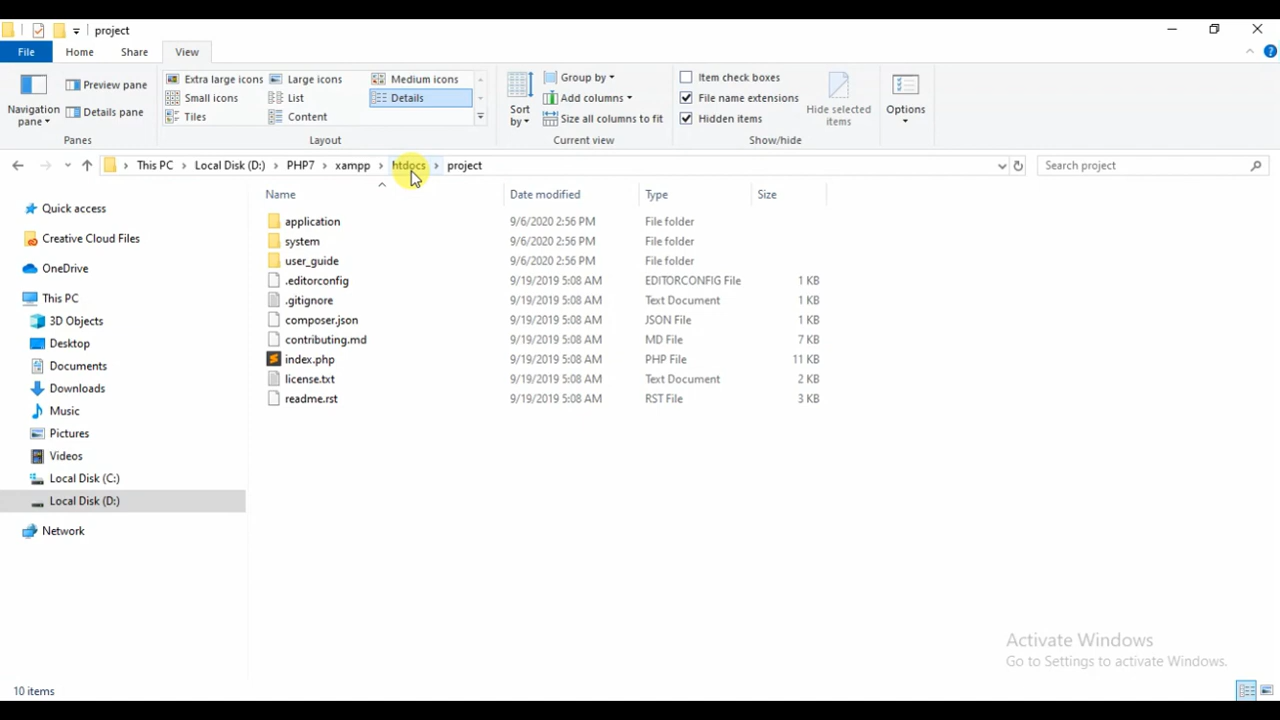 project
File Home Share View
Navigation pane
Preview pane
Details pane
Panes
Extra large icons Large icons Medium icons
Small icons List Details
Tiles Content
Layout
Sort by
Group by
Add columns
Size all columns to fit
Current view
Item check boxes
File name extensions
Hidden items
Hide selected items
Show/hide
Options
This PC Local Disk (D:) PHP7 xampp htdocs project
Search project
Quick access
Creative Cloud Files
OneDrive
This PC
3D Objects
Desktop
Documents
Downloads
Music
Pictures
Videos
Local Disk (C:)
Local Disk (D:)
Network
Name Date modified Type Size
application 9/6/2020 2:56 PM File folder
system 9/6/2020 2:56 PM File folder
user_guide 9/6/2020 2:56 PM File folder
.editorconfig 9/19/2019 5:08 AM EDITORCONFIG File 1 KB
.gitignore 9/19/2019 5:08 AM Text Document 1 KB
composer.json 9/19/2019 5:08 AM JSON File 1 KB
contributing.md 9/19/2019 5:08 AM MD File 7 KB
index.php 9/19/2019 5:08 AM PHP File 11 KB
license.txt 9/19/2019 5:08 AM Text Document 2 KB
readme.rst 9/19/2019 5:08 AM RST File 3 KB
Activate Windows
Go to Settings to activate Windows.
10 items